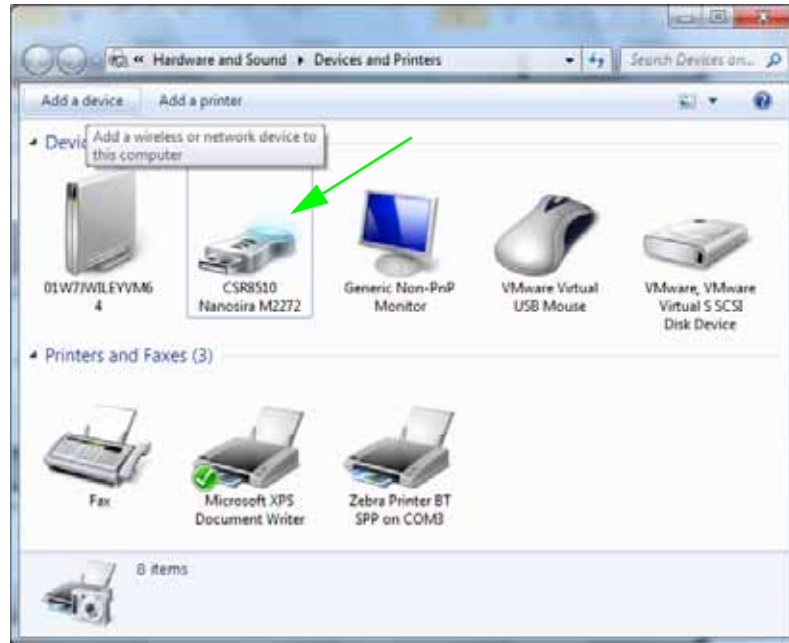 « Hardware and Sound ▸ Devices and Printers
Search Devices an...
Add a device
Add a printer
Add a wireless or network device to
this computer
Devic
01W7JWILEYVM6
4
CSR8510
Nanosira M2272
Generic Non-PnP
Monitor
VMware Virtual
USB Mouse
VMware, VMware
Virtual S SCSI
Disk Device
Printers and Faxes (3)
Fax
Microsoft XPS
Document Writer
Zebra Printer BT
SPP on COM3
8 items